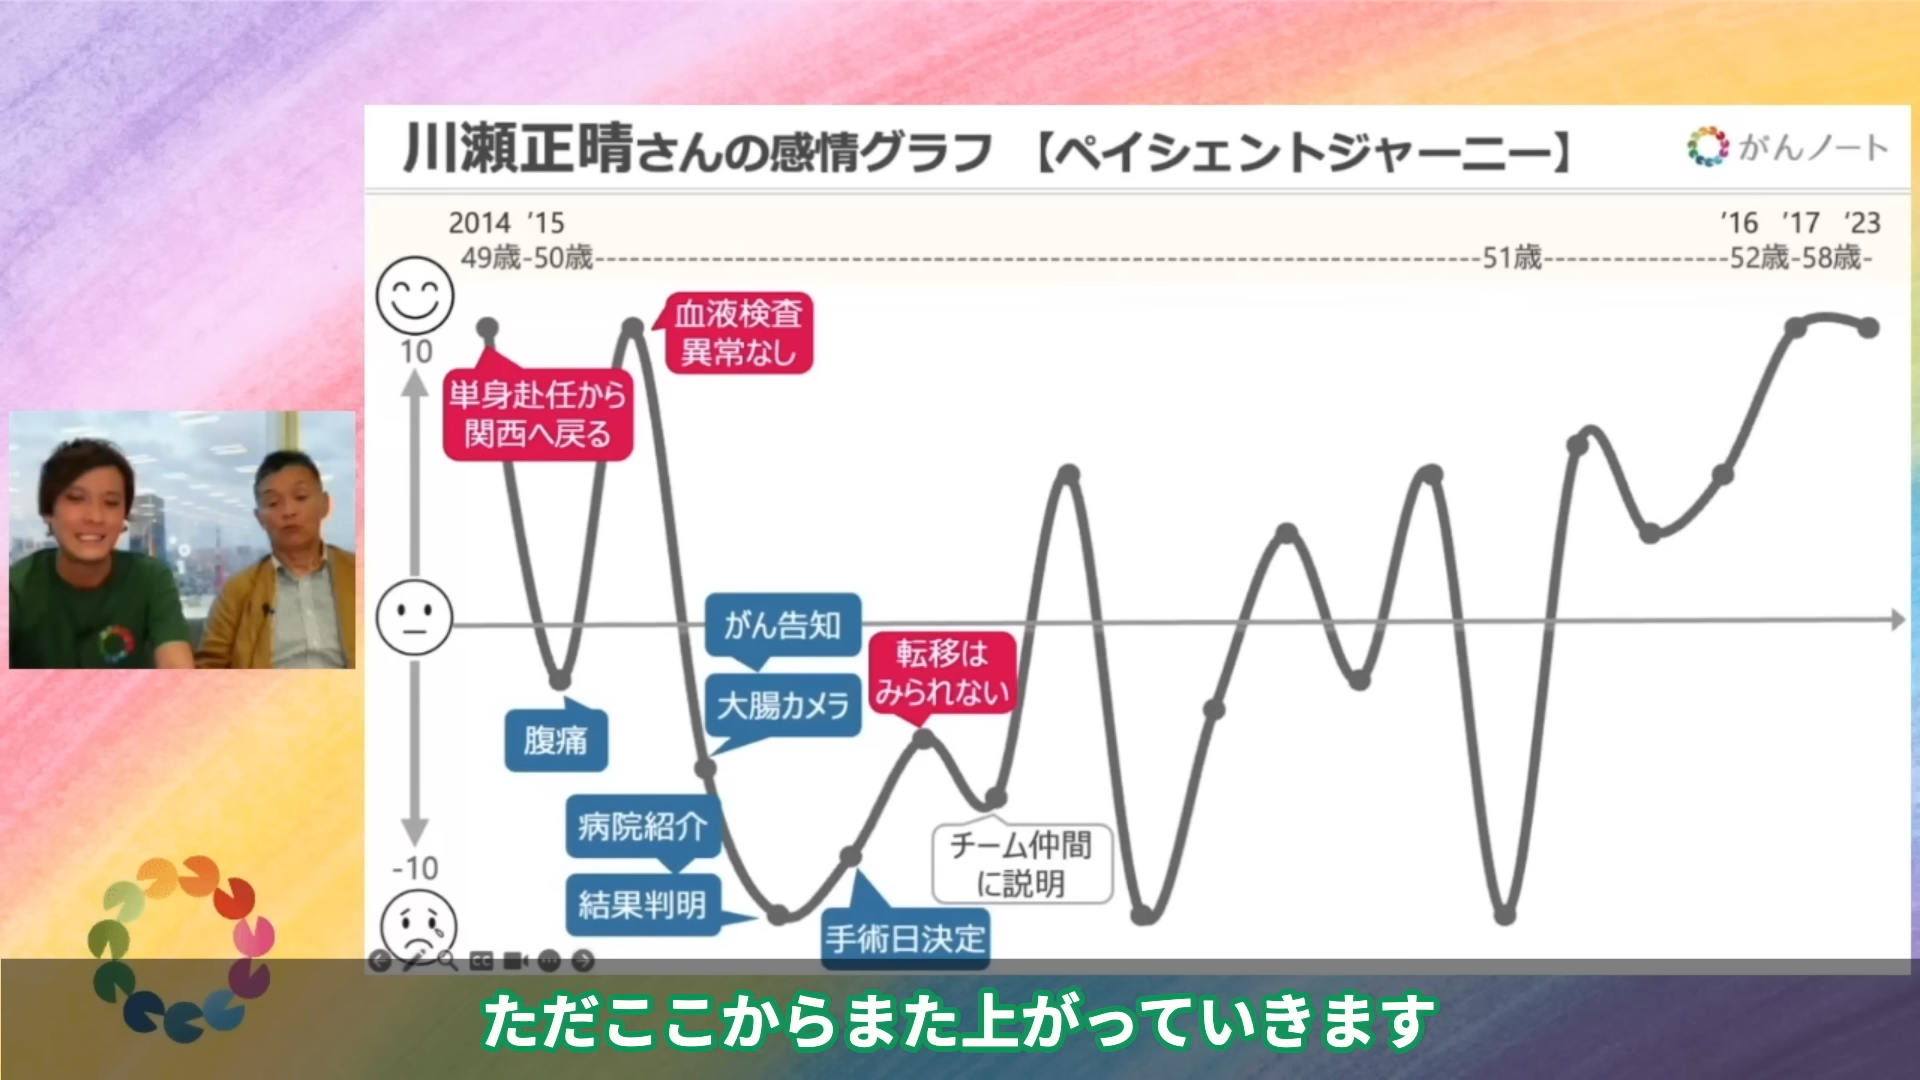 川瀬正晴さんの感情グラフ 【ペイシェントジャーニー】
がんノート
2014 ’15
’16 ’17 ’23
49歳-50歳------------------------------------------------------------51歳----------------52歳-58歳-
10
血液検査
異常なし
単身赴任から
関西へ戻る
がん告知
転移は
みられない
大腸カメラ
腹痛
病院紹介
チーム仲間
に説明
-10
結果判明
手術日決定
CC
ただここからまた上がっていきます